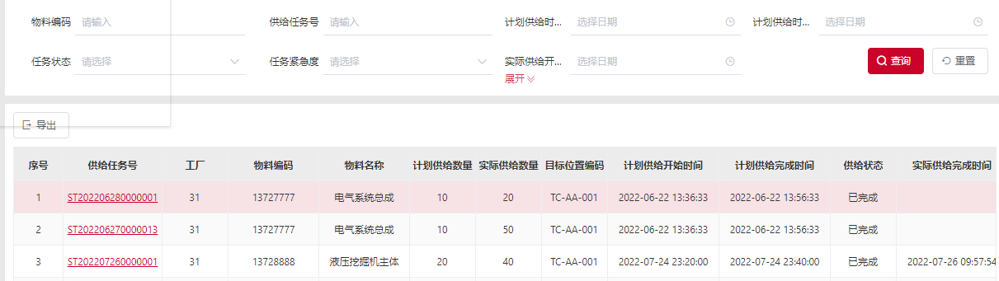 物料编码 请输入 供给任务号 请输入 计划供给时... 选择日期 计划供给时... 选择日期
任务状态 请选择 任务紧急度 请选择 实际供给开... 选择日期 查询 重置
展开
导出
序号 供给任务号 工厂 物料编码 物料名称 计划供给数量 实际供给数量 目标位置编码 计划供给开始时间 计划供给完成时间 供给状态 实际供给完成时间
1 ST202206280000001 31 13727777 电气系统总成 10 20 TC-AA-001 2022-06-22 13:36:33 2022-06-22 13:56:33 已完成
2 ST202206270000013 31 13727777 电气系统总成 10 50 TC-AA-001 2022-06-22 13:36:33 2022-06-22 13:56:33 已完成
3 ST202207260000001 31 13728888 液压挖掘机主体 20 40 TC-AA-001 2022-07-24 23:20:00 2022-07-24 23:40:00 已完成 2022-07-26 09:57:54